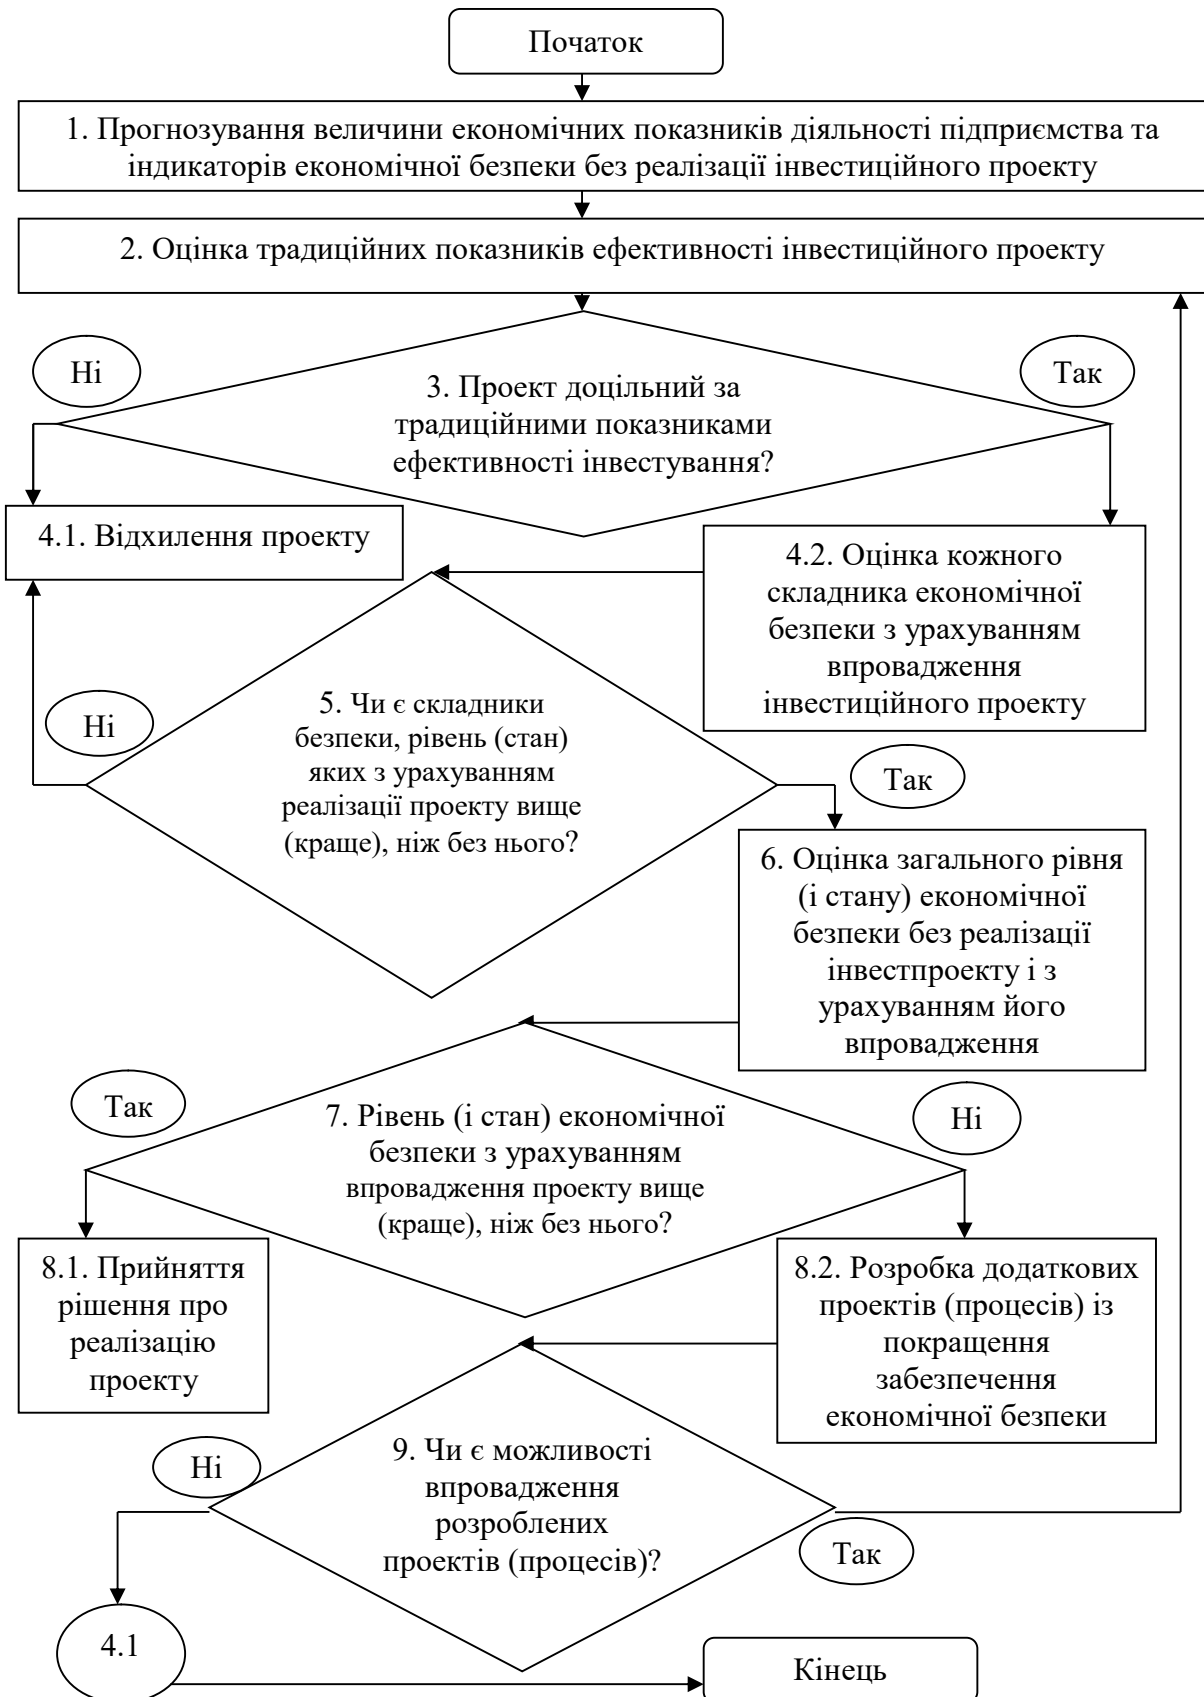 Початок
1. Прогнозування величини економічних показників діяльності підприємства та
індикаторів економічної безпеки без реалізації інвестиційного проекту
2. Оцінка традиційних показників ефективності інвестиційного проекту
Ні
Так
3. Проект доцільний за
традиційними показниками
ефективності інвестування?
4.1. Відхилення проекту
4.2. Оцінка кожного
складника економічної
безпеки з урахуванням
впровадження
інвестиційного проекту
Ні
5. Чи є складники
безпеки, рівень (стан)
яких з урахуванням
реалізації проекту вище
(краще), ніж без нього?
Так
6. Оцінка загального рівня
(і стану) економічної
безпеки без реалізації
інвестпроекту і з
урахуванням його
впровадження
Так
7. Рівень (і стан) економічної
безпеки з урахуванням
впровадження проекту вище
(краще), ніж без нього?
Ні
8.1. Прийняття
рішення про
реалізацію
проекту
8.2. Розробка додаткових
проектів (процесів) із
покращення
забезпечення
економічної безпеки
Ні
9. Чи є можливості
впровадження
розроблених
проектів (процесів)?
Так
4.1
Кінець